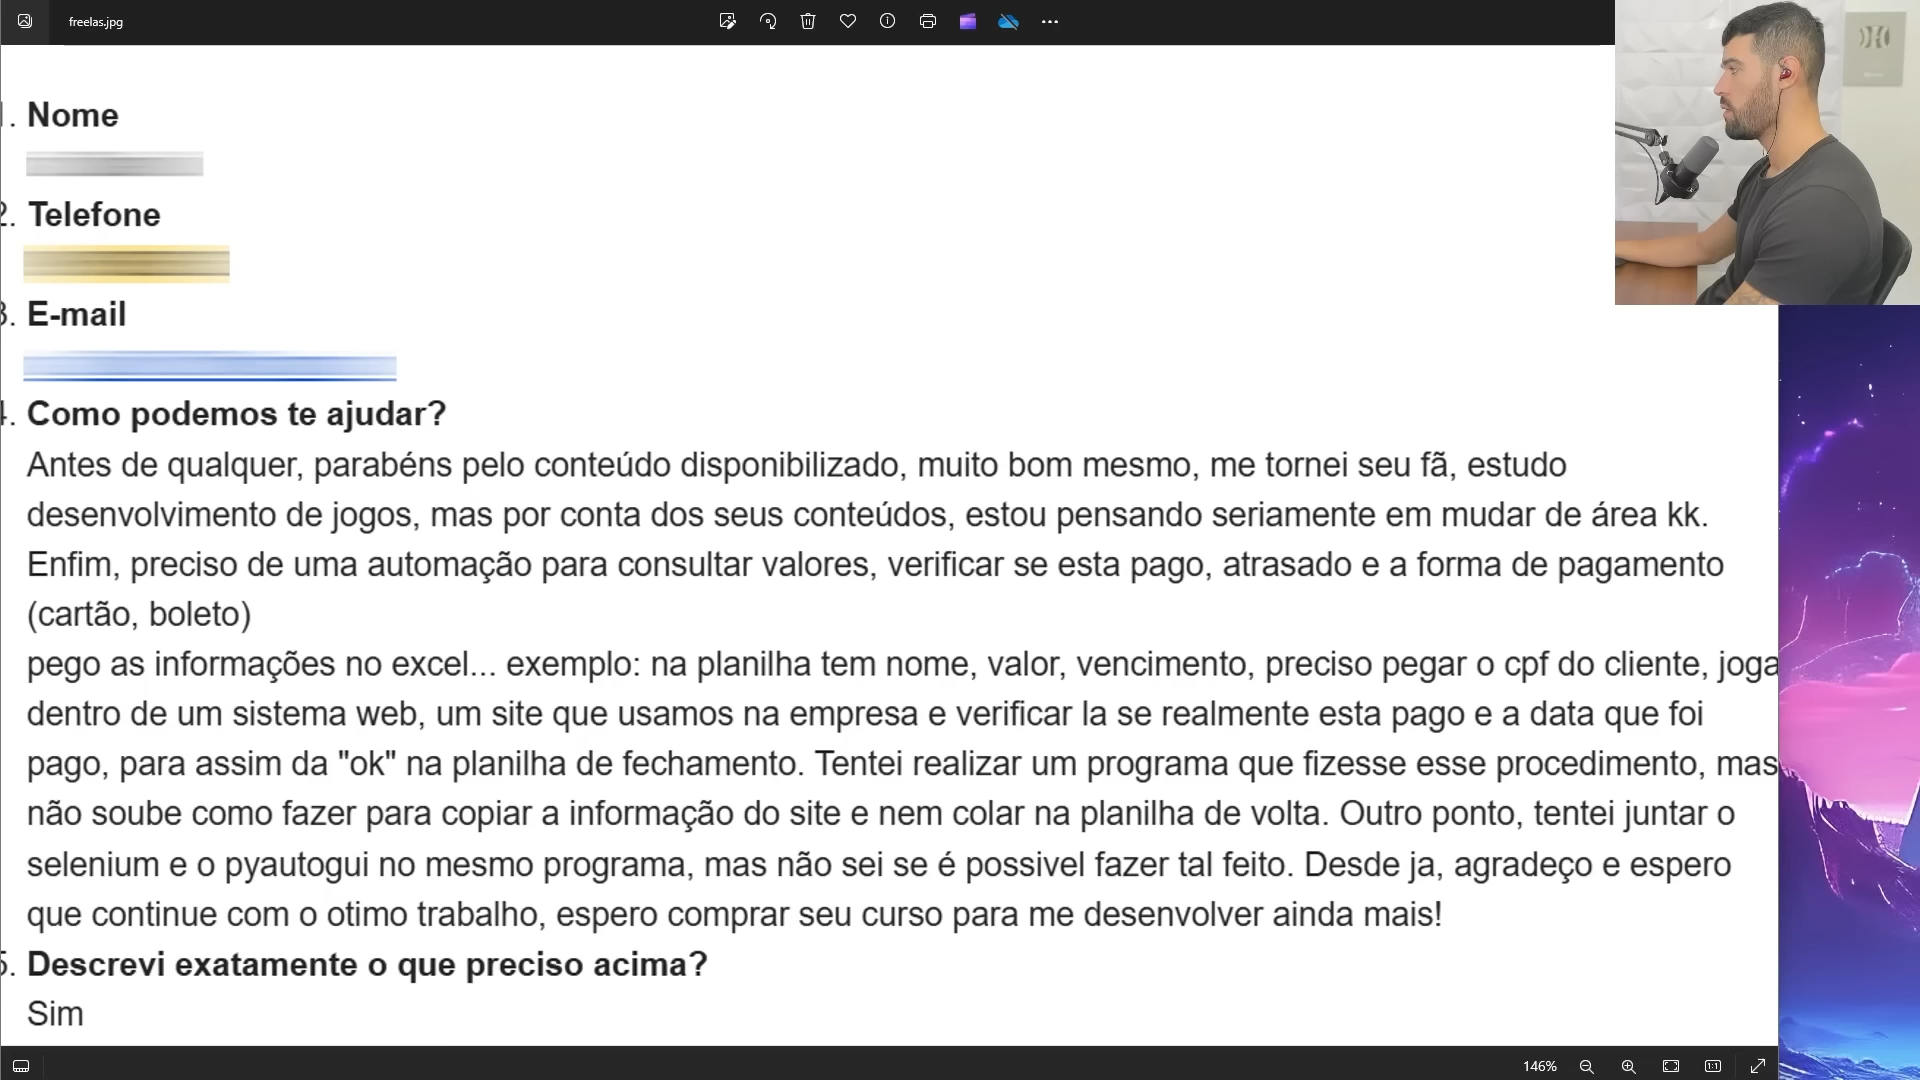 freelas.jpg
1. Nome
2. Telefone
3. E-mail
4. Como podemos te ajudar?
Antes de qualquer, parabéns pelo conteúdo disponibilizado, muito bom mesmo, me tornei seu fã, estudo
desenvolvimento de jogos, mas por conta dos seus conteúdos, estou pensando seriamente em mudar de área kk.
Enfim, preciso de uma automação para consultar valores, verificar se esta pago, atrasado e a forma de pagamento
(cartão, boleto)
pego as informações no excel... exemplo: na planilha tem nome, valor, vencimento, preciso pegar o cpf do cliente, joga
dentro de um sistema web, um site que usamos na empresa e verificar la se realmente esta pago e a data que foi
pago, para assim da "ok" na planilha de fechamento. Tentei realizar um programa que fizesse esse procedimento, mas
não soube como fazer para copiar a informação do site e nem colar na planilha de volta. Outro ponto, tentei juntar o
selenium e o pyautogui no mesmo programa, mas não sei se é possivel fazer tal feito. Desde ja, agradeço e espero
que continue com o otimo trabalho, espero comprar seu curso para me desenvolver ainda mais!
5. Descrevi exatamente o que preciso acima?
Sim
146%